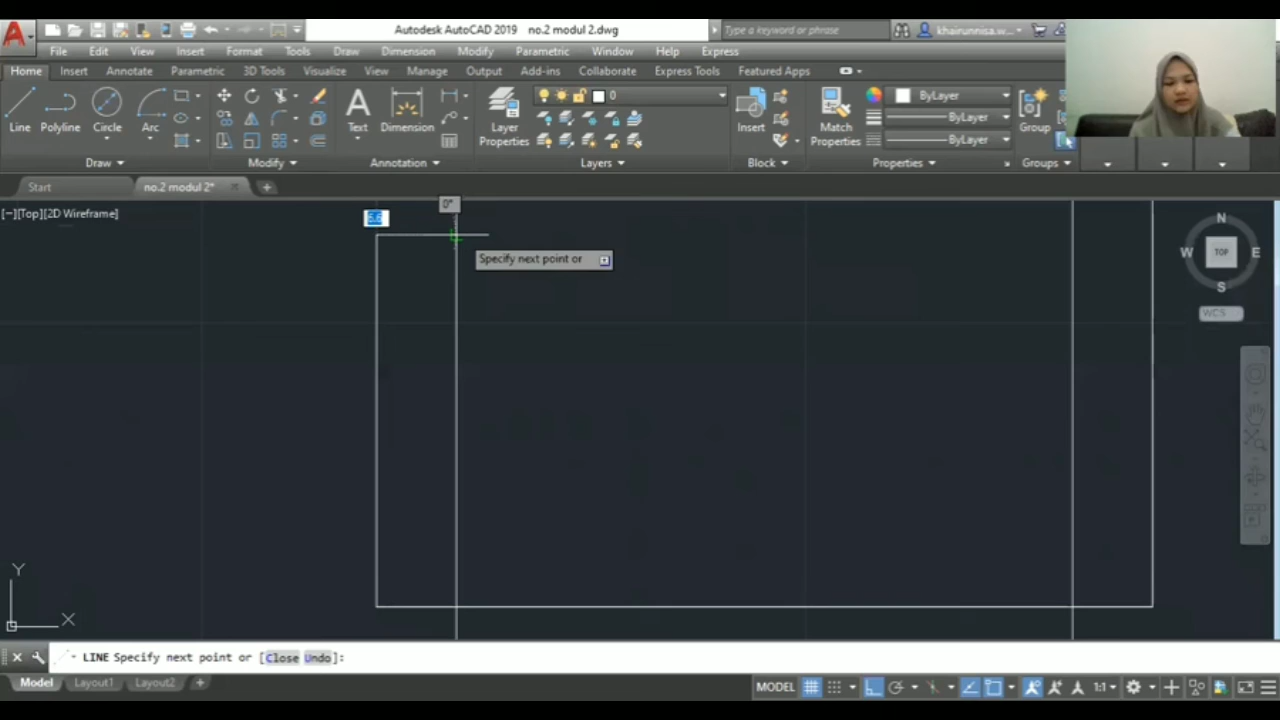 Autodesk AutoCAD 2019 no.2 modul 2.dwg
Type a keyword or phrase
khairunnisa.w...
File Edit View Insert Format Tools Draw Dimension Modify Parametric Window Help Express
Home Insert Annotate Parametric 3D Tools Visualize View Manage Output Add-ins Collaborate Express Tools Featured Apps
0
ByLayer
ByLayer
ByLayer
Line Polyline Circle Arc
Text Dimension
Layer Properties
Insert
Match Properties
Group
Draw Modify Annotation Layers Block Properties Groups
Start no.2 modul 2*
[−][Top][2D Wireframe]
0°
Specify next point or
N
W TOP E
S
WCS
Y
X
LINE Specify next point or [Close Undo]:
Model Layout1 Layout2 +
MODEL 1:1